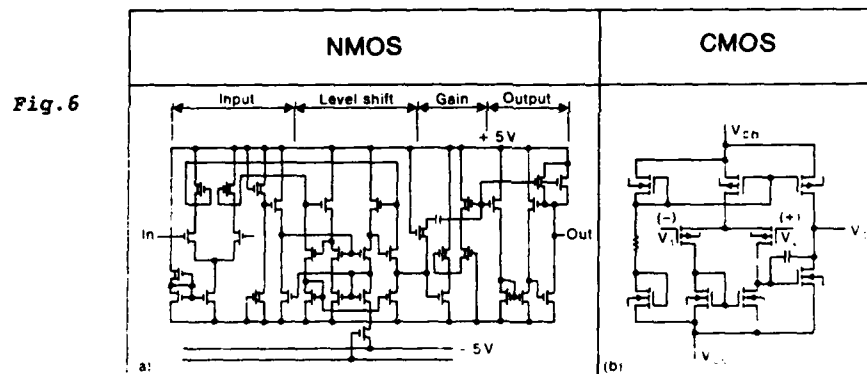 NMOS
CMOS
Fig.6
Input
Level shift
Gain
Output
+ 5V
In
Out
- 5V
a)
(−)
(+)
(b)